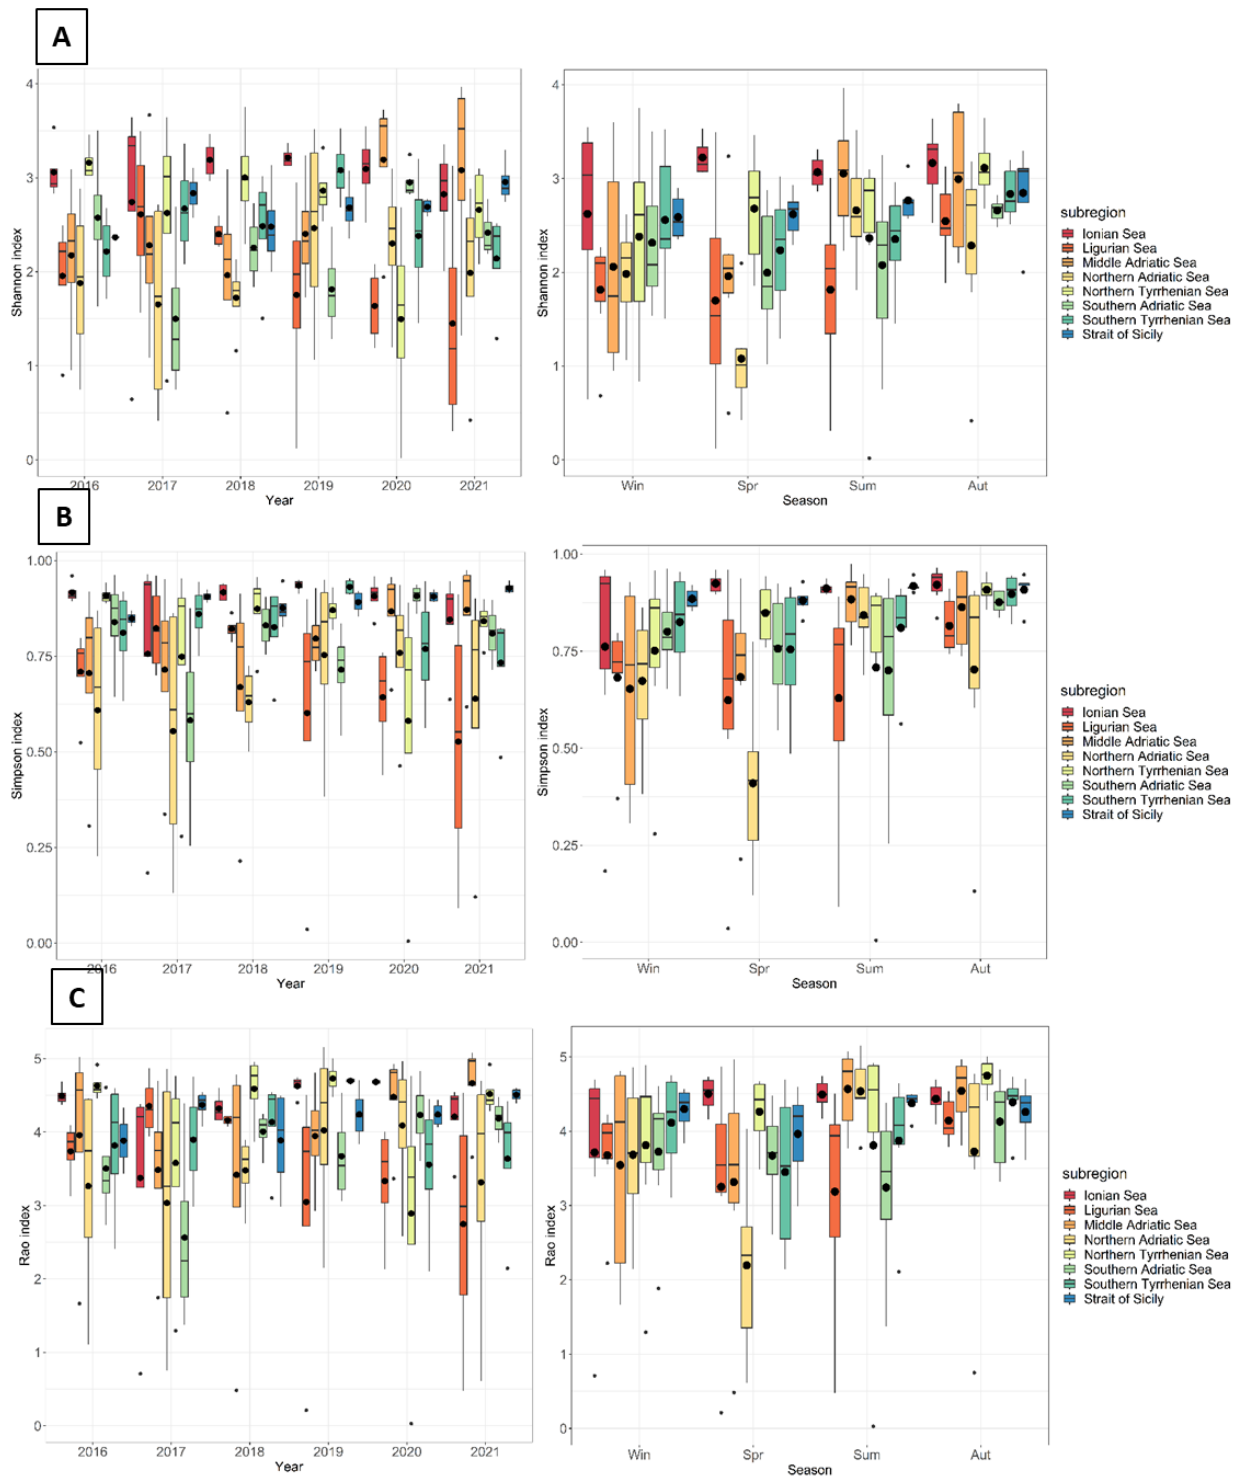 A
4
3
2
1
0
Shannon index
2016 2017 2018 2019 2020 2021
Year
4
3
2
1
0
Shannon index
Win Spr Sum Aut
Season
subregion
Ionian Sea
Ligurian Sea
Middle Adriatic Sea
Northern Adriatic Sea
Northern Tyrrhenian Sea
Southern Adriatic Sea
Southern Tyrrhenian Sea
Strait of Sicily
B
1.00
0.75
0.50
0.25
0.00
Simpson index
2016 2017 2018 2019 2020 2021
Year
1.00
0.75
0.50
0.25
0.00
Simpson index
Win Spr Sum Aut
Season
subregion
Ionian Sea
Ligurian Sea
Middle Adriatic Sea
Northern Adriatic Sea
Northern Tyrrhenian Sea
Southern Adriatic Sea
Southern Tyrrhenian Sea
Strait of Sicily
C
5
4
3
2
1
0
Rao index
2016 2017 2018 2019 2020 2021
Year
5
4
3
2
1
0
Rao index
Win Spr Sum Aut
Season
subregion
Ionian Sea
Ligurian Sea
Middle Adriatic Sea
Northern Adriatic Sea
Northern Tyrrhenian Sea
Southern Adriatic Sea
Southern Tyrrhenian Sea
Strait of Sicily